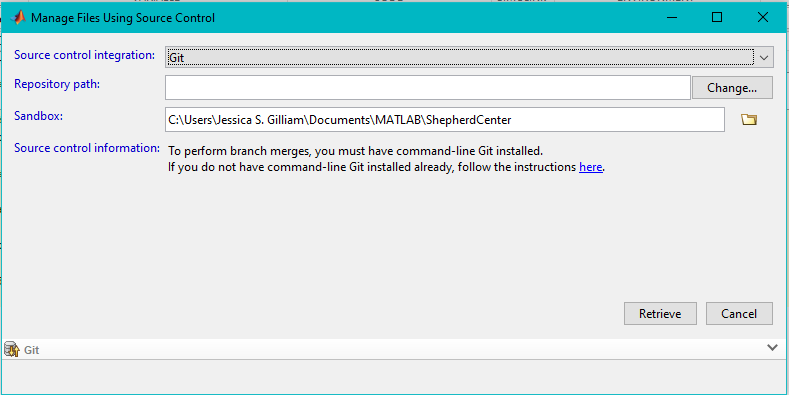 Manage Files Using Source Control
Source control integration: Git
Repository path: Change...
Sandbox: C:\Users\Jessica S. Gilliam\Documents\MATLAB\ShepherdCenter
Source control information: To perform branch merges, you must have command-line Git installed.
If you do not have command-line Git installed already, follow the instructions here.
Retrieve Cancel
Git